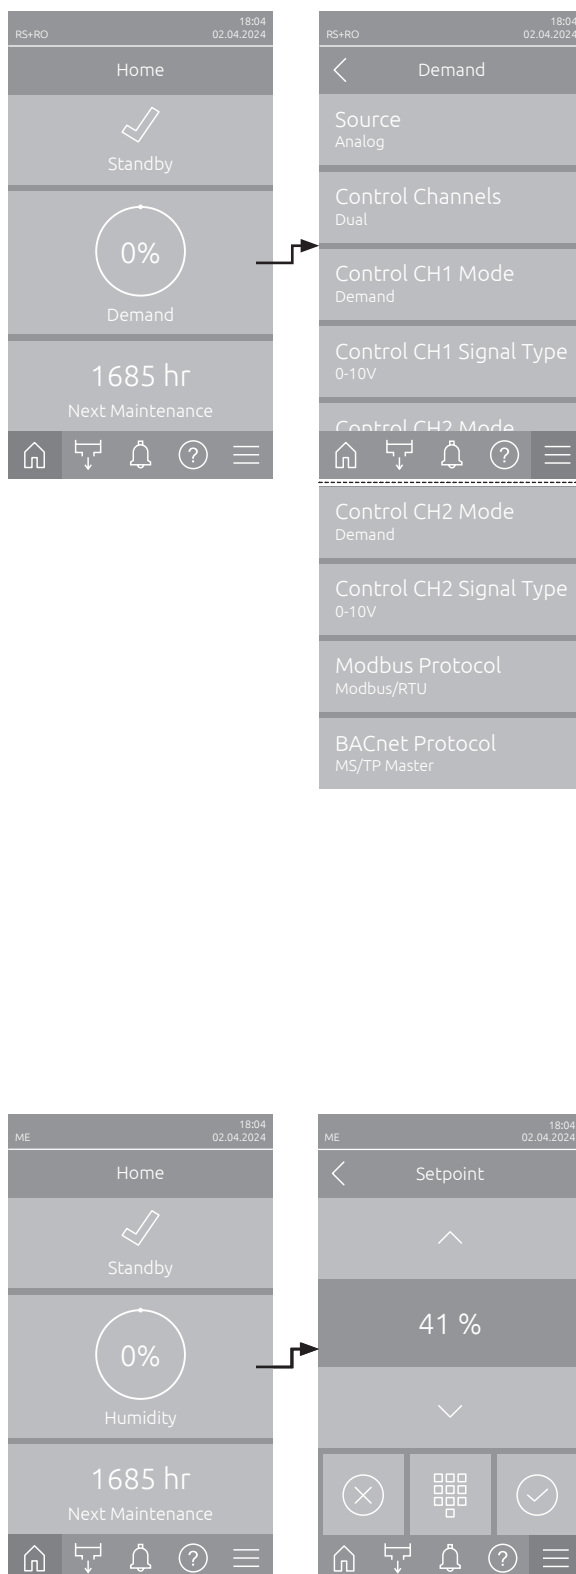 18:04
RS+RO 02.04.2024
Home
Standby
0%
Demand
1685 hr
Next Maintenance
?
18:04
RS+RO 02.04.2024
Demand
Source
Analog
Control Channels
Dual
Control CH1 Mode
Demand
Control CH1 Signal Type
0-10V
Control CH2 Mode
?
Control CH2 Mode
Demand
Control CH2 Signal Type
0-10V
Modbus Protocol
Modbus/RTU
BACnet Protocol
MS/TP Master
18:04
ME 02.04.2024
Home
Standby
0%
Humidity
1685 hr
Next Maintenance
?
18:04
ME 02.04.2024
Setpoint
41 %
?